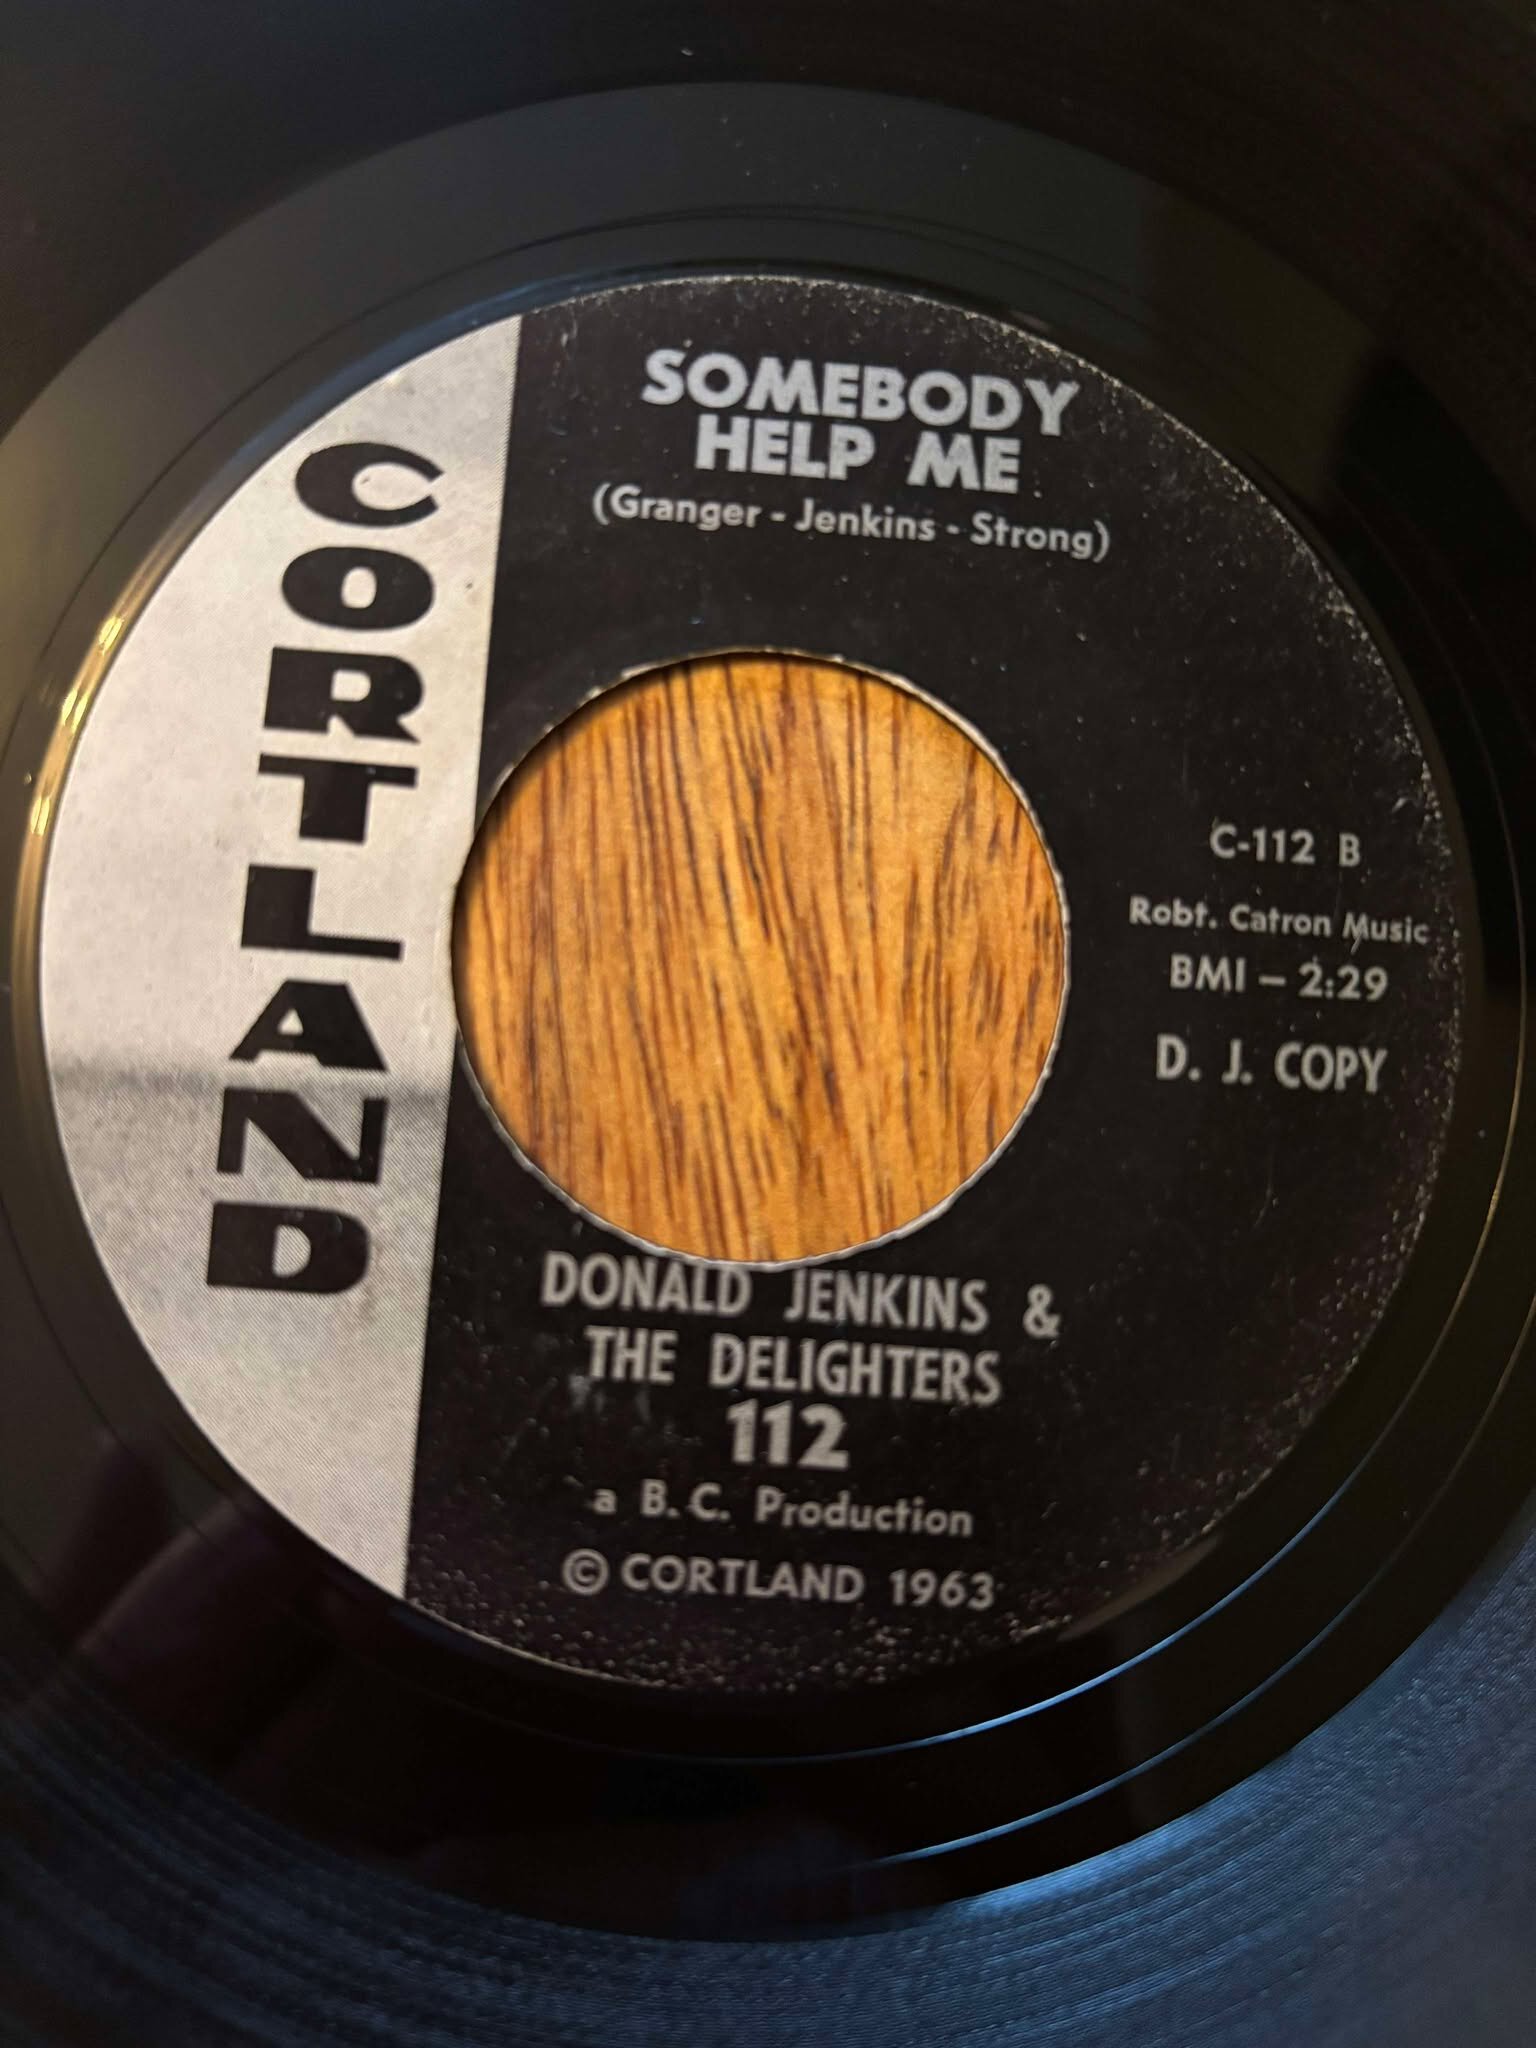 CORTLAND
SOMEBODY
HELP ME
(Granger - Jenkins - Strong)
C-112 B
Robt. Catron Music
BMI - 2:29
D. J. COPY
DONALD JENKINS &
THE DELIGHTERS
112
a B. C. Production
© CORTLAND 1963